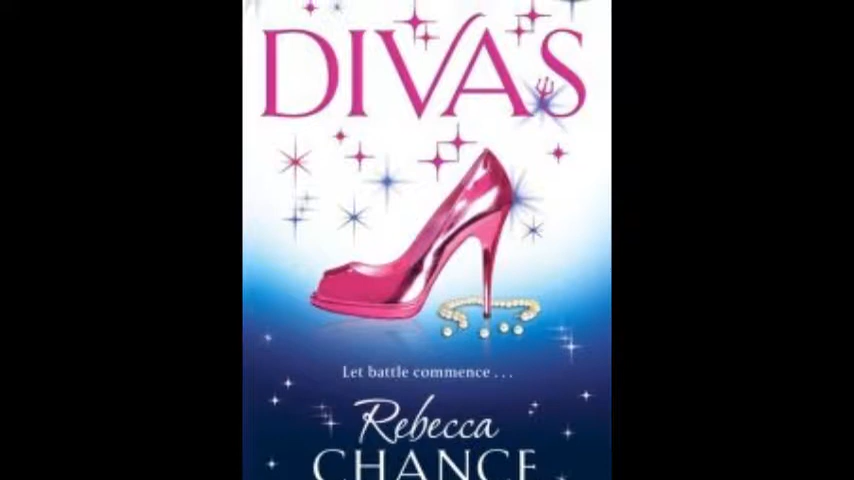 DIVAS
Let battle commence . . .
Rebecca
CHANCE